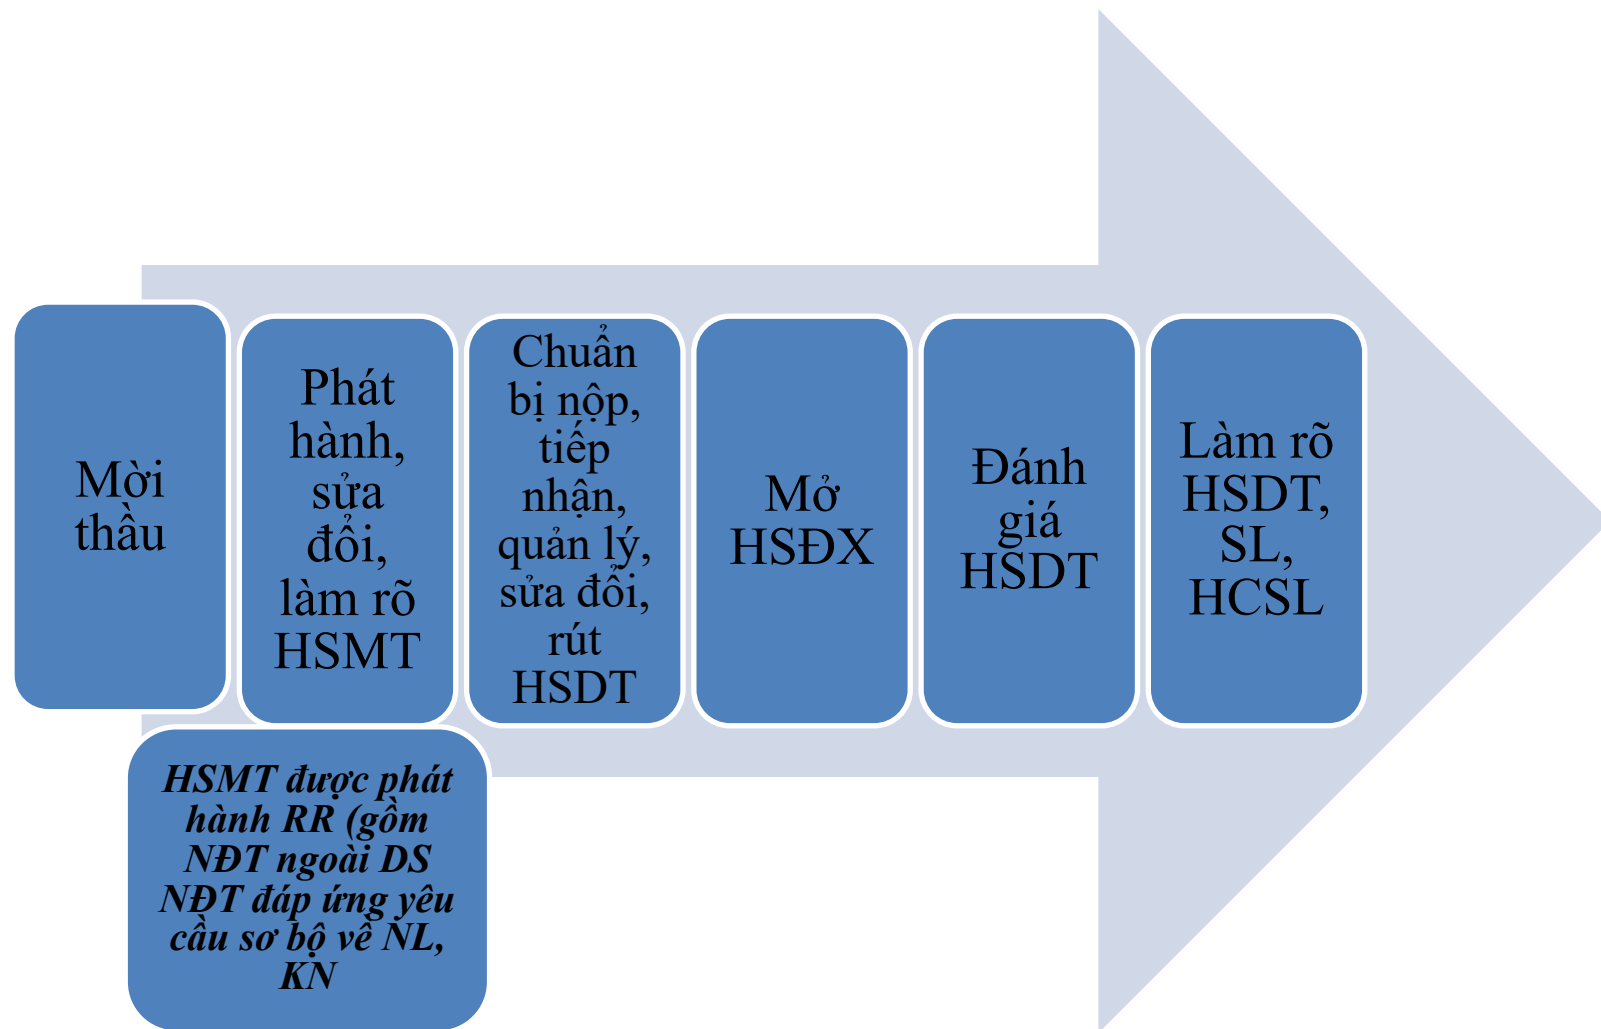 Mời
thầu
Phát
hành,
sửa
đổi,
làm rõ
HSMT
Chuẩn
bị nộp,
tiếp
nhận,
quản lý,
sửa đổi,
rút
HSDT
Mở
HSĐX
Đánh
giá
HSDT
Làm rõ
HSDT,
SL,
HCSL
HSMT được phát
hành RR (gồm
NĐT ngoài DS
NĐT đáp ứng yêu
cầu sơ bộ về NL,
KN